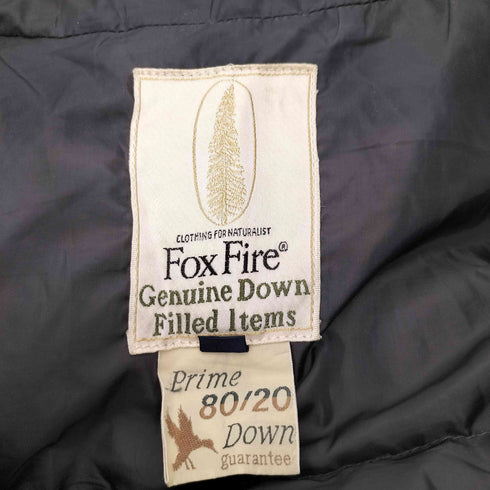 CLOTHING FOR NATURALIST
Fox Fire®
Genuine Down
Filled Items
Prime
80/20
Down
guarantee